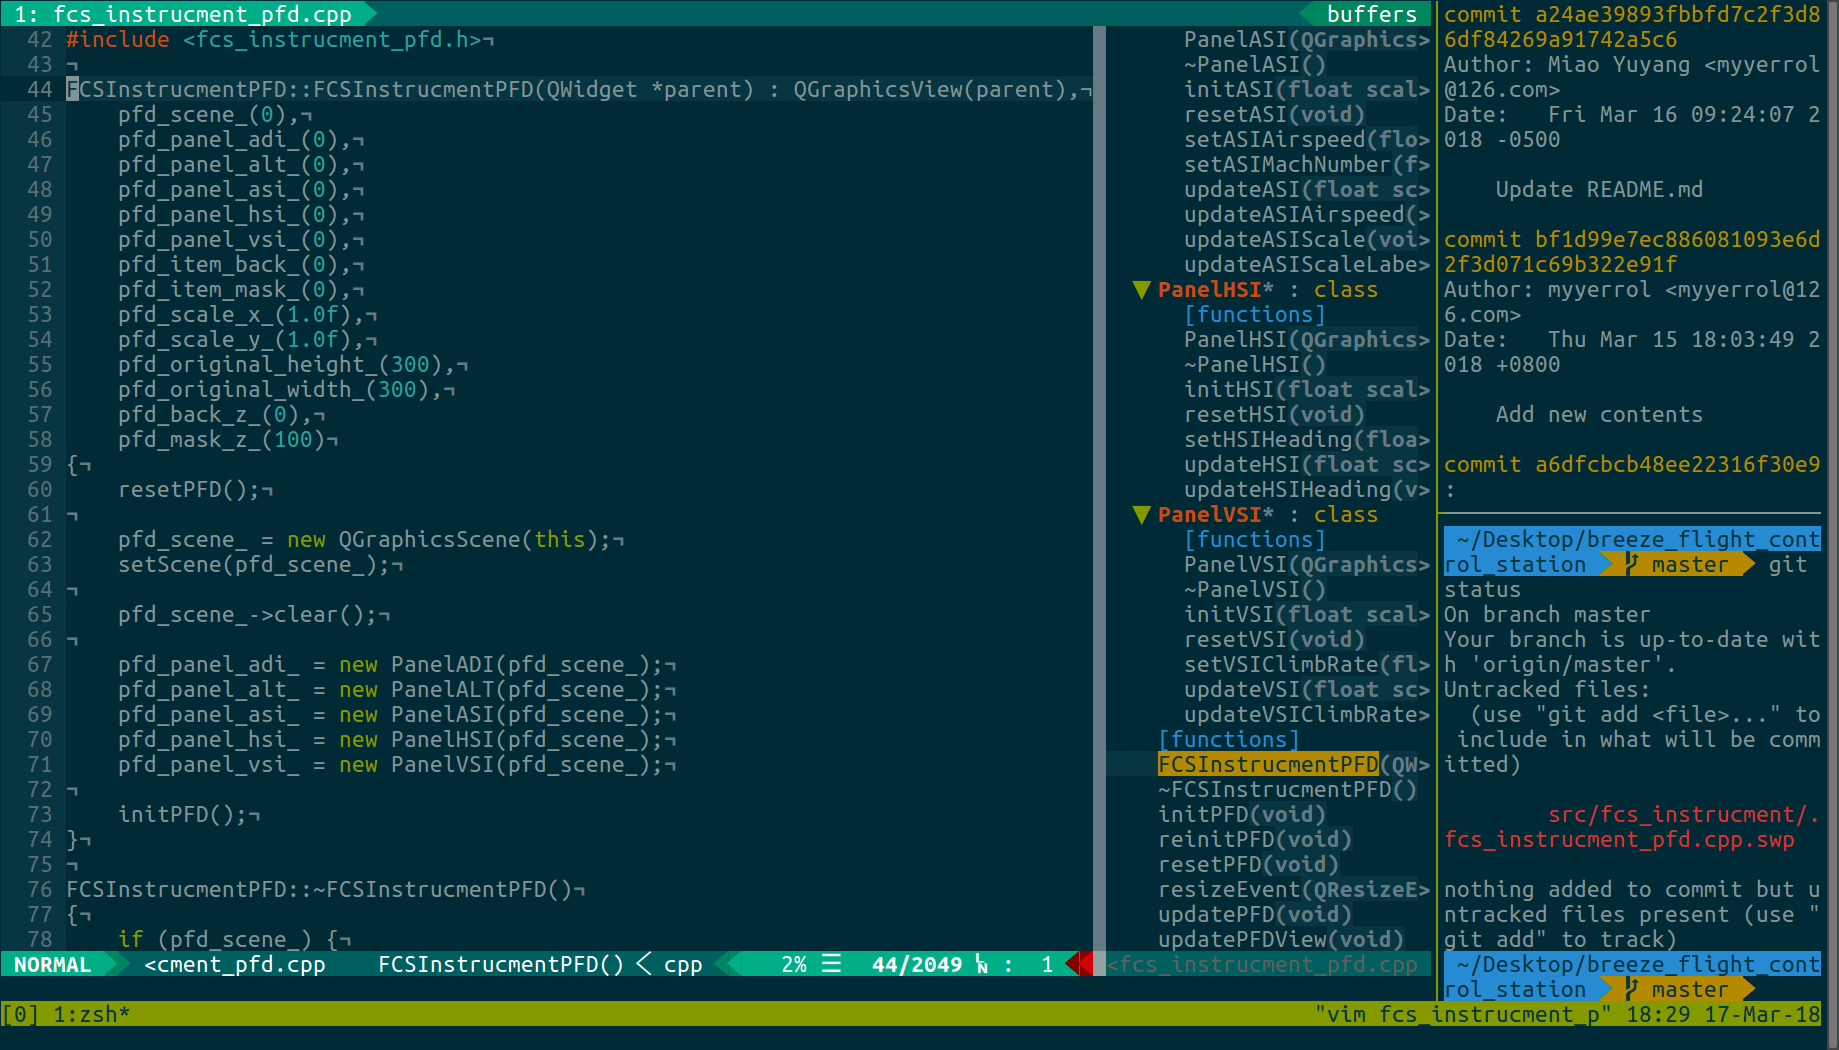 1: fcs_instrucment_pfd.cpp
buffers
42 #include <fcs_instrucment_pfd.h>¬
43 ¬
44 FCSInstrucmentPFD::FCSInstrucmentPFD(QWidget *parent) : QGraphicsView(parent),¬
45     pfd_scene_(0),¬
46     pfd_panel_adi_(0),¬
47     pfd_panel_alt_(0),¬
48     pfd_panel_asi_(0),¬
49     pfd_panel_hsi_(0),¬
50     pfd_panel_vsi_(0),¬
51     pfd_item_back_(0),¬
52     pfd_item_mask_(0),¬
53     pfd_scale_x_(1.0f),¬
54     pfd_scale_y_(1.0f),¬
55     pfd_original_height_(300),¬
56     pfd_original_width_(300),¬
57     pfd_back_z_(0),¬
58     pfd_mask_z_(100)¬
59 {¬
60     resetPFD();¬
61 ¬
62     pfd_scene_ = new QGraphicsScene(this);¬
63     setScene(pfd_scene_);¬
64 ¬
65     pfd_scene_->clear();¬
66 ¬
67     pfd_panel_adi_ = new PanelADI(pfd_scene_);¬
68     pfd_panel_alt_ = new PanelALT(pfd_scene_);¬
69     pfd_panel_asi_ = new PanelASI(pfd_scene_);¬
70     pfd_panel_hsi_ = new PanelHSI(pfd_scene_);¬
71     pfd_panel_vsi_ = new PanelVSI(pfd_scene_);¬
72 ¬
73     initPFD();¬
74 }¬
75 ¬
76 FCSInstrucmentPFD::~FCSInstrucmentPFD()¬
77 {¬
78     if (pfd_scene_) {¬
NORMAL <cment_pfd.cpp FCSInstrucmentPFD() < cpp 2% ☰ 44/2049 LN : 1
PanelASI(QGraphics>
~PanelASI()
initASI(float scal>
resetASI(void)
setASIAirspeed(flo>
setASIMachNumber(f>
updateASI(float sc>
updateASIAirspeed(>
updateASIScale(voi>
updateASIScaleLabe>
▼ PanelHSI* : class
[functions]
PanelHSI(QGraphics>
~PanelHSI()
initHSI(float scal>
resetHSI(void)
setHSIHeading(floa>
updateHSI(float sc>
updateHSIHeading(v>
▼ PanelVSI* : class
[functions]
PanelVSI(QGraphics>
~PanelVSI()
initVSI(float scal>
resetVSI(void)
setVSIClimbRate(fl>
updateVSI(float sc>
updateVSIClimbRate>
[functions]
FCSInstrucmentPFD(QW>
~FCSInstrucmentPFD()
initPFD(void)
reinitPFD(void)
resetPFD(void)
resizeEvent(QResizeE>
updatePFD(void)
updatePFDView(void)
<fcs_instrucment_pfd.cpp
commit a24ae39893fbbfd7c2f3d8
6df84269a91742a5c6
Author: Miao Yuyang <myyerrol
@126.com>
Date:   Fri Mar 16 09:24:07 2
018 -0500
Update README.md
commit bf1d99e7ec886081093e6d
2f3d071c69b322e91f
Author: myyerrol <myyerrol@12
6.com>
Date:   Thu Mar 15 18:03:49 2
018 +0800
Add new contents
commit a6dfcbcb48ee22316f30e9
:
~/Desktop/breeze_flight_cont
rol_station master git
status
On branch master
Your branch is up-to-date wit
h 'origin/master'.
Untracked files:
(use "git add <file>..." to
include in what will be comm
itted)
src/fcs_instrucment/.
fcs_instrucment_pfd.cpp.swp
nothing added to commit but u
ntracked files present (use "
git add" to track)
~/Desktop/breeze_flight_cont
rol_station master
[0] 1:zsh* "vim fcs_instrucment_p" 18:29 17-Mar-18